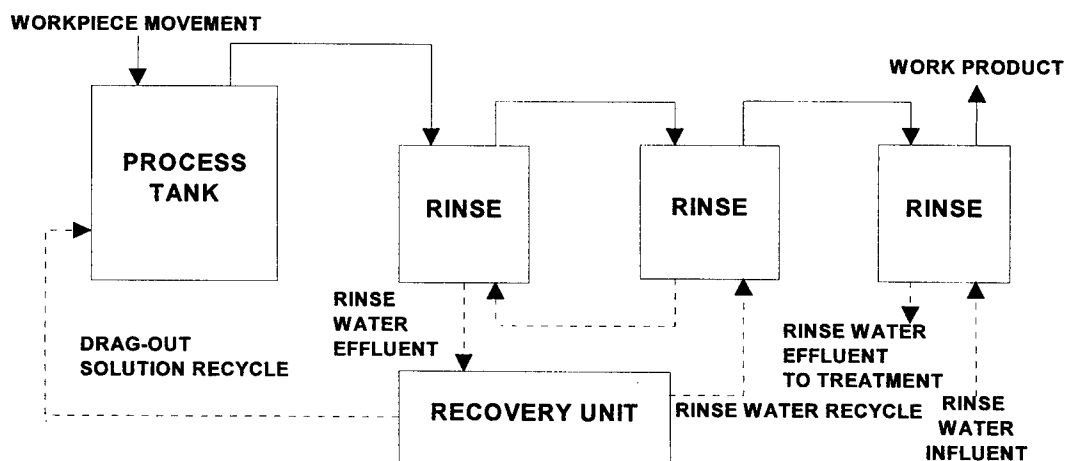 WORKPIECE MOVEMENT
WORK PRODUCT
PROCESS
TANK
RINSE
RINSE
RINSE
RINSE
WATER
EFFLUENT
DRAG-OUT
SOLUTION RECYCLE
RINSE WATER
EFFLUENT
TO TREATMENT
RECOVERY UNIT
RINSE WATER RECYCLE
RINSE
WATER
INFLUENT